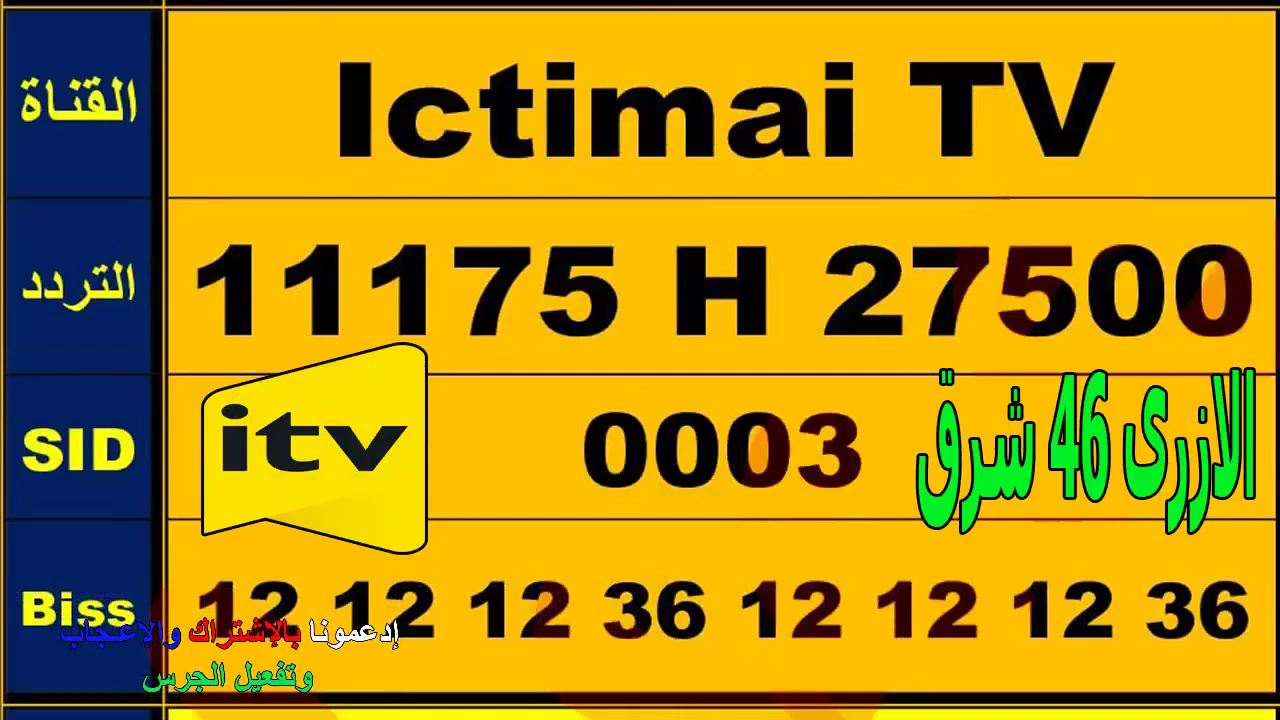 القناة Ictimai TV
التردد 11175 H 27500
SID 0003
itv
الازرى 46 شرق
Biss 12 12 12 36 12 12 12 36
إدعمونا بالإشتراك والإعجاب
وتفعيل الجرس